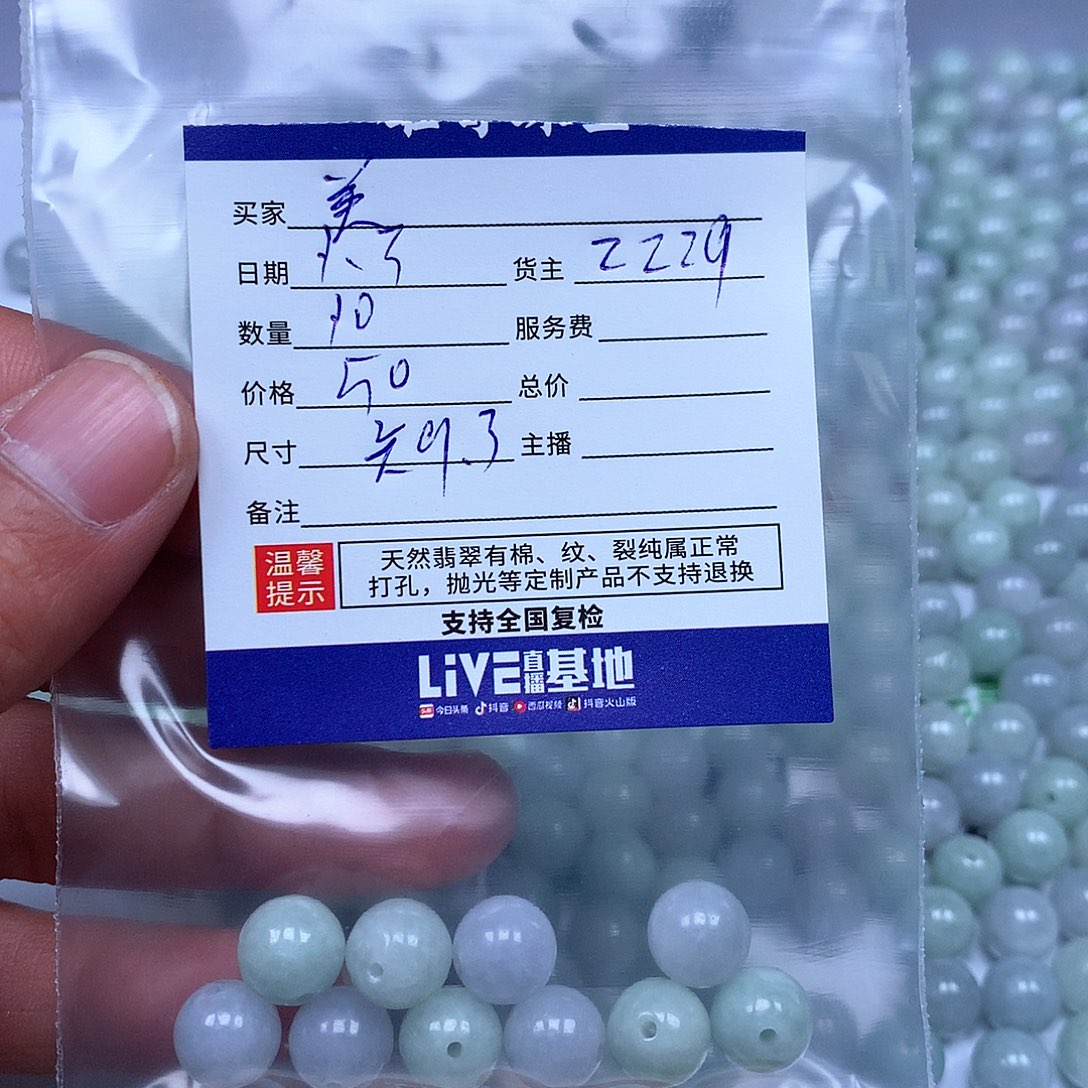 买家 美
日期 货主 2229
数量 10 服务费
价格 50 总价
尺寸 9.3 主播
备注
温馨提示
天然翡翠有棉、纹、裂纯属正常
打孔，抛光等定制产品不支持退换
支持全国复检
LiVE直播基地
头条 今日头条 抖音 西瓜视频 抖音火山版